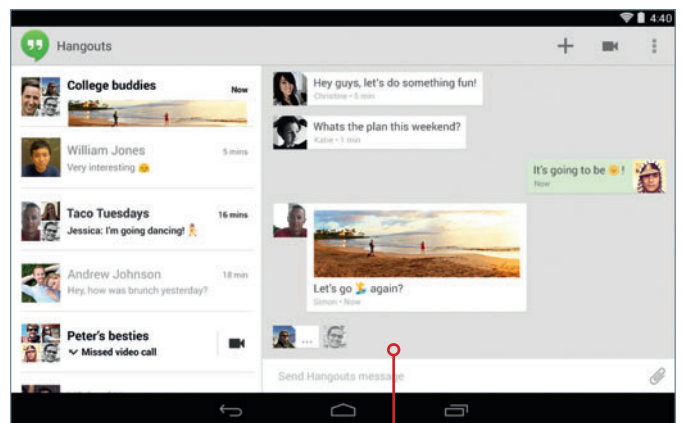 4:40
Hangouts
College buddies
Now
William Jones
5 mins
Very interesting
Taco Tuesdays
16 mins
Jessica: I'm going dancing!
Andrew Johnson
18 min
Hey, how was brunch yesterday?
Peter's besties
Missed video call
Hey guys, let's do something fun!
Christine • 5 min
Whats the plan this weekend?
Katie • 1 min
It's going to be !
Now
Let's go again?
Simon • Now
...
Send Hangouts message